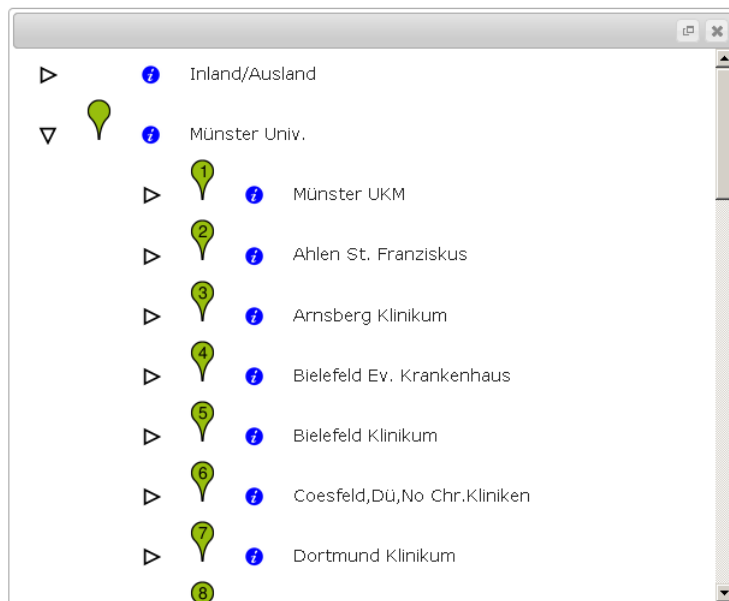 Inland/Ausland
Münster Univ.
1 Münster UKM
2 Ahlen St. Franziskus
3 Arnsberg Klinikum
4 Bielefeld Ev. Krankenhaus
5 Bielefeld Klinikum
6 Coesfeld,Dü,No Chr.Kliniken
7 Dortmund Klinikum
8